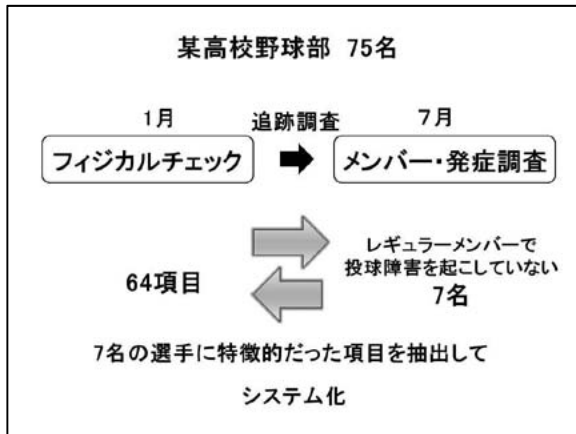 某高校野球部 75名
1月
追跡調査
7月
フィジカルチェック
メンバー・発症調査
64項目
レギュラーメンバーで
投球障害を起こしていない
7名
7名の選手に特徴的だった項目を抽出して
システム化